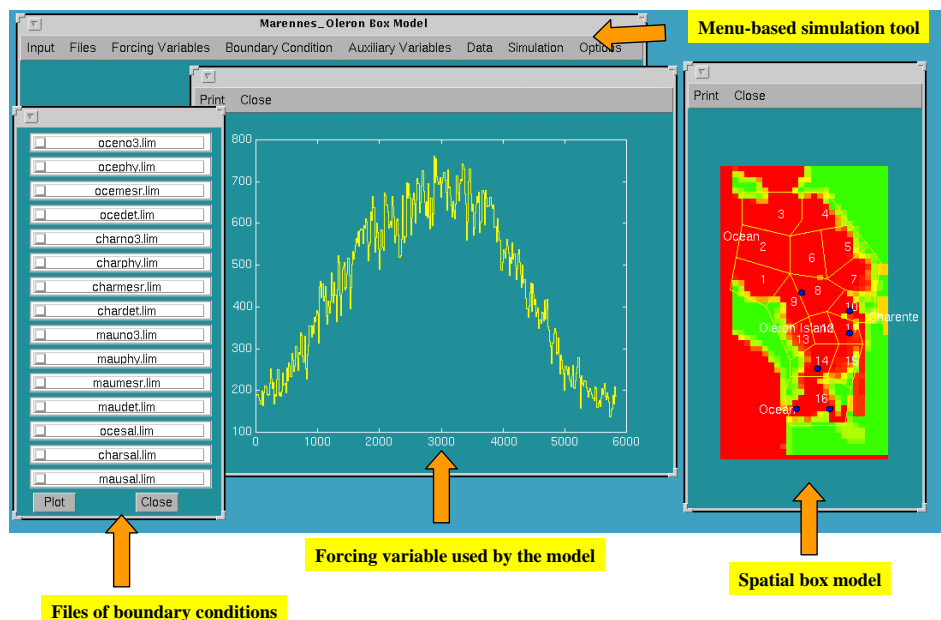 Marennes_Oleron Box Model
Menu-based simulation tool
Input Files Forcing Variables Boundary Condition Auxiliary Variables Data Simulation Options
Print Close
Print Close
oceno3.lim
ocephy.lim
ocemesr.lim
ocedet.lim
charno3.lim
charphy.lim
charmesr.lim
chardet.lim
mauno3.lim
mauphy.lim
maumesr.lim
maudet.lim
ocesal.lim
charsal.lim
mausal.lim
Plot Close
800
700
600
500
400
300
200
100
0 1000 2000 3000 4000 5000 6000
3 4
Ocean
2 5
6
1 7
8
9
10
Charente
Oleron Island 12 11
13
14 15
16
Ocean
Forcing variable used by the model
Spatial box model
Files of boundary conditions